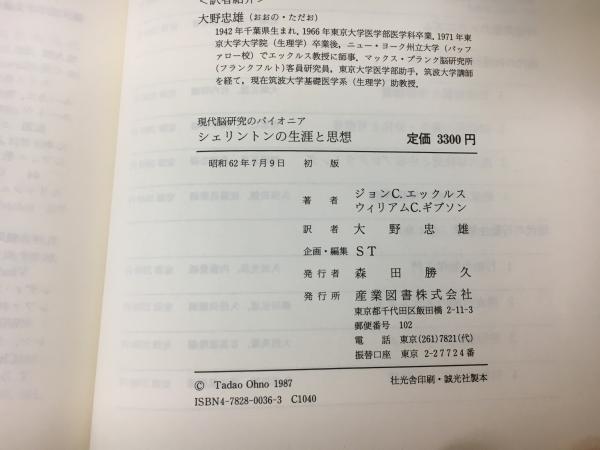 ＜訳者紹介＞
大野忠雄（おおの・ただお）
1942年千葉県生まれ．1966年東京大学医学部医学科卒業．1971年東
京大学大学院（生理学）卒業後，ニュー・ヨーク州立大学（バッファ
ロー校）でエックルス教授に師事．マックス・プランク脳研究所
（フランクフルト）客員研究員，東京大学医学部助手，筑波大学講師
を経て，現在筑波大学基礎医学系（生理学）助教授．
現代脳研究のパイオニア
シェリントンの生涯と思想 定価 3300円
昭和62年7月9日 初版
著者 ジョンC.エックルス
ウィリアムC.ギブソン
訳者 大野忠雄
企画・編集 ST
発行者 森田勝久
発行所 産業図書株式会社
東京都千代田区飯田橋 2-11-3
郵便番号 102
電話 東京(261)7821(代)
振替口座 東京 2-27724番
© Tadao Ohno 1987 壮光舎印刷・誠光社製本
ISBN4-7828-0036-3 C1040